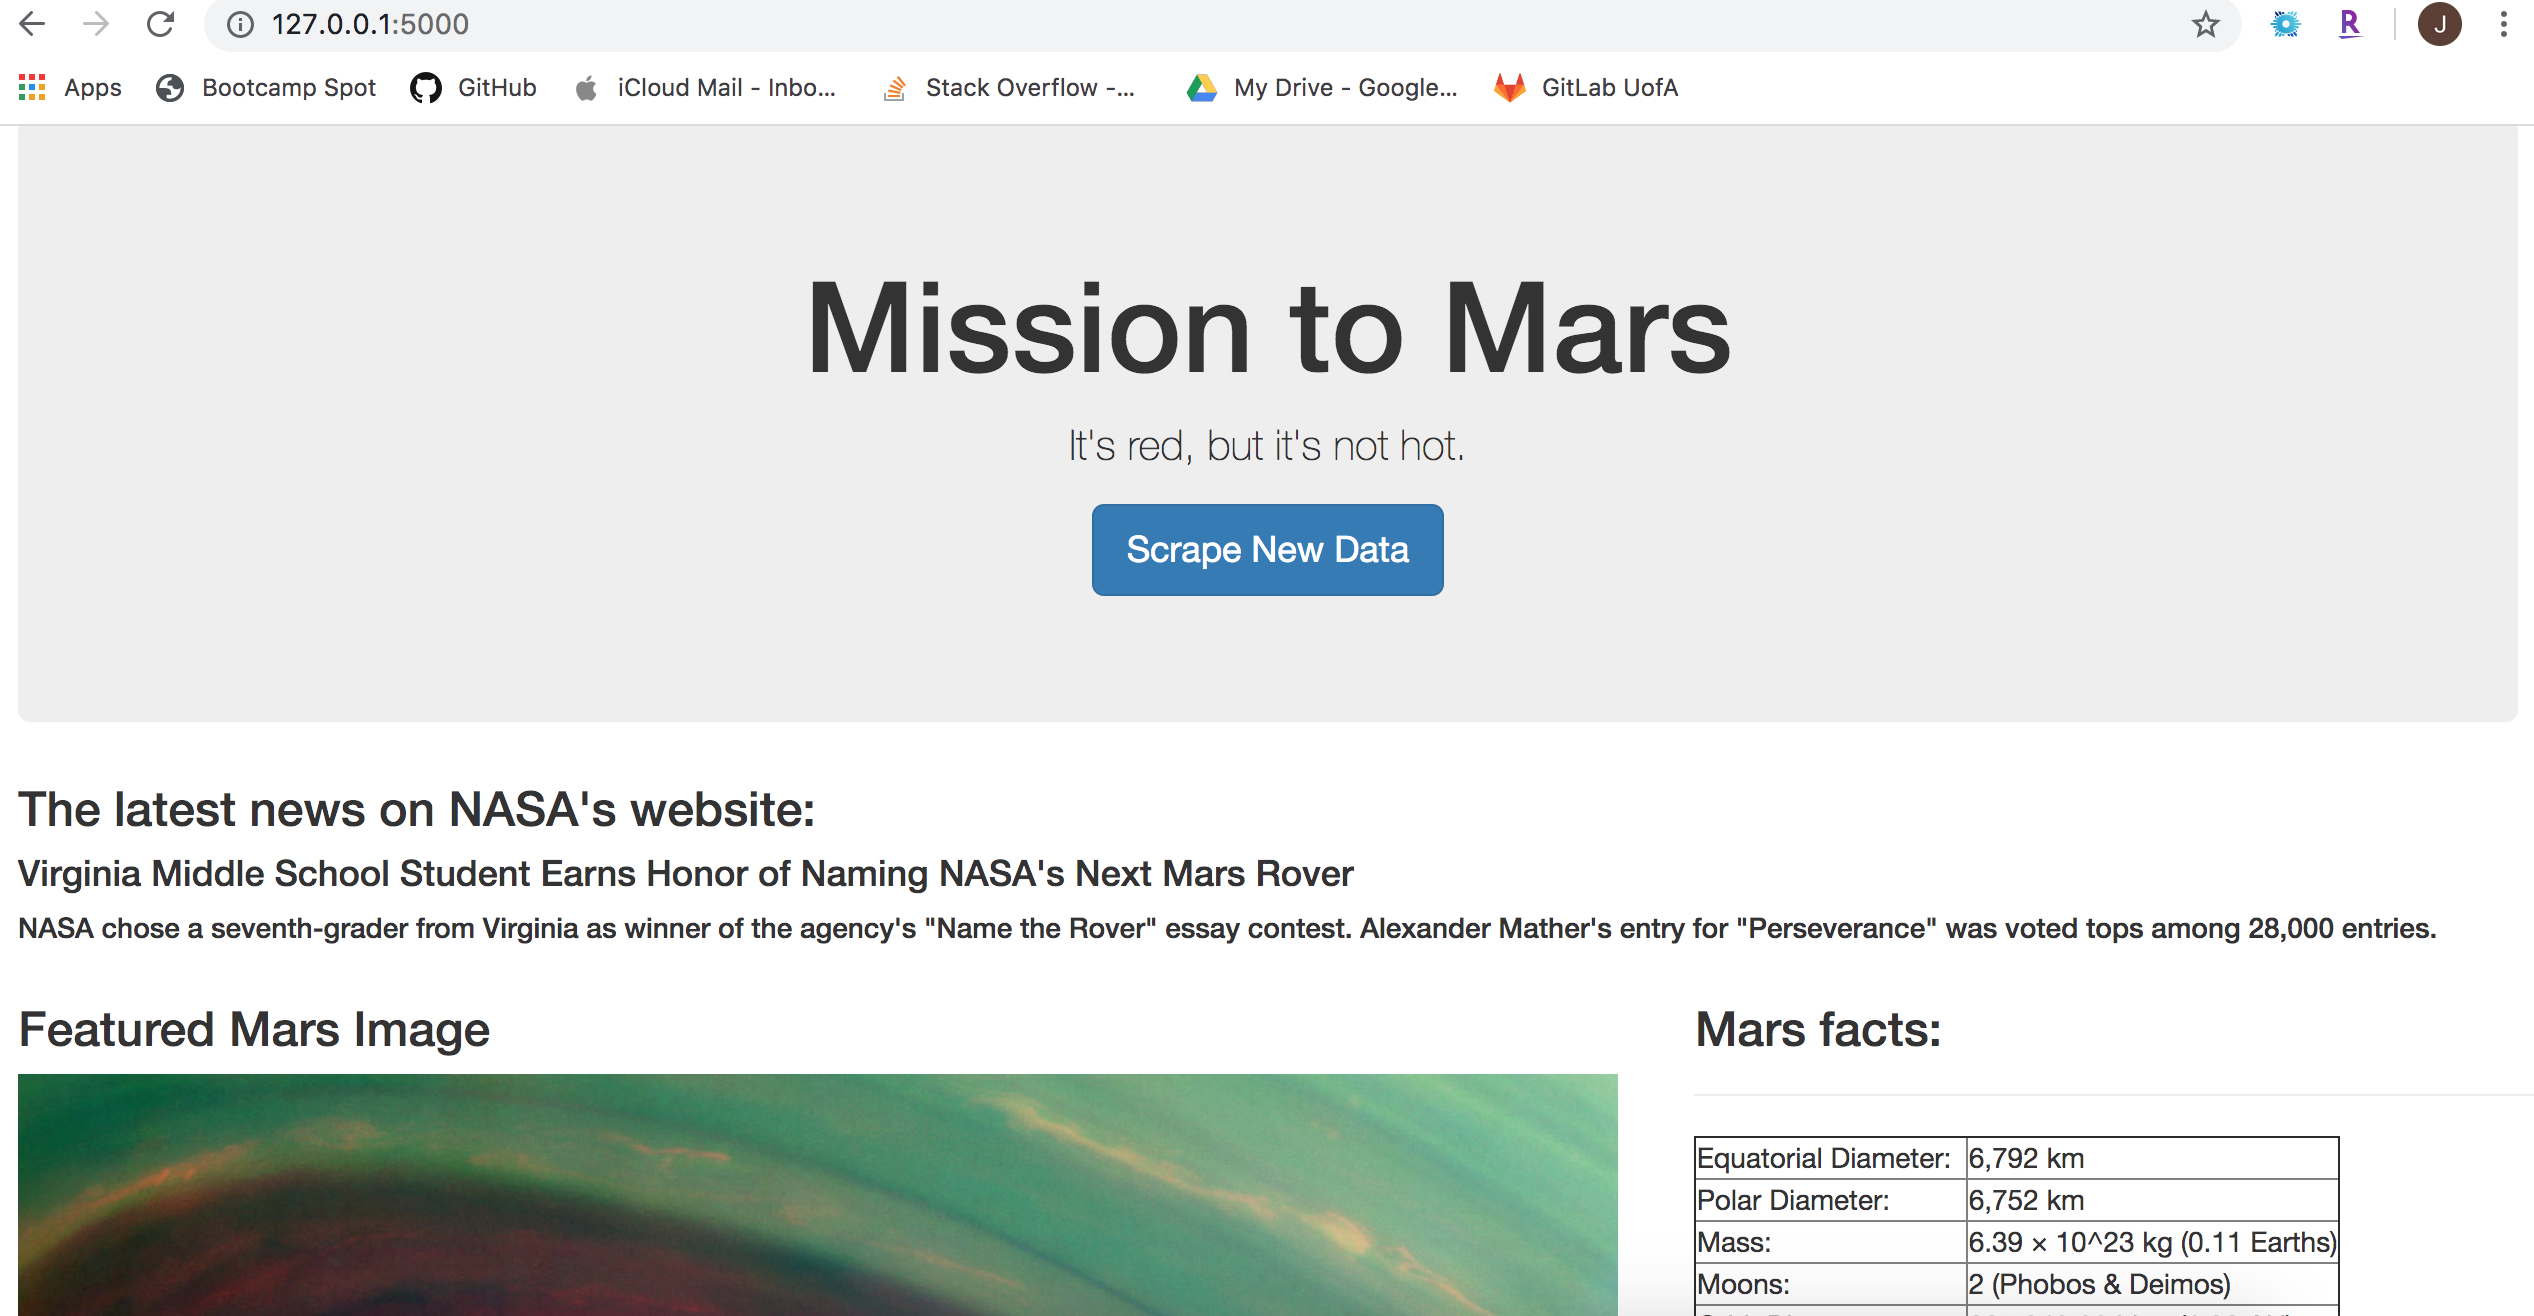 127.0.0.1:5000
R
J
Apps
Bootcamp Spot
GitHub
iCloud Mail - Inbo...
Stack Overflow -...
My Drive - Google...
GitLab UofA
Mission to Mars
It's red, but it's not hot.
Scrape New Data
The latest news on NASA's website:
Virginia Middle School Student Earns Honor of Naming NASA's Next Mars Rover
NASA chose a seventh-grader from Virginia as winner of the agency's "Name the Rover" essay contest. Alexander Mather's entry for "Perseverance" was voted tops among 28,000 entries.
Featured Mars Image
Mars facts:
Equatorial Diameter: 6,792 km
Polar Diameter: 6,752 km
Mass: 6.39 × 10^23 kg (0.11 Earths)
Moons: 2 (Phobos & Deimos)